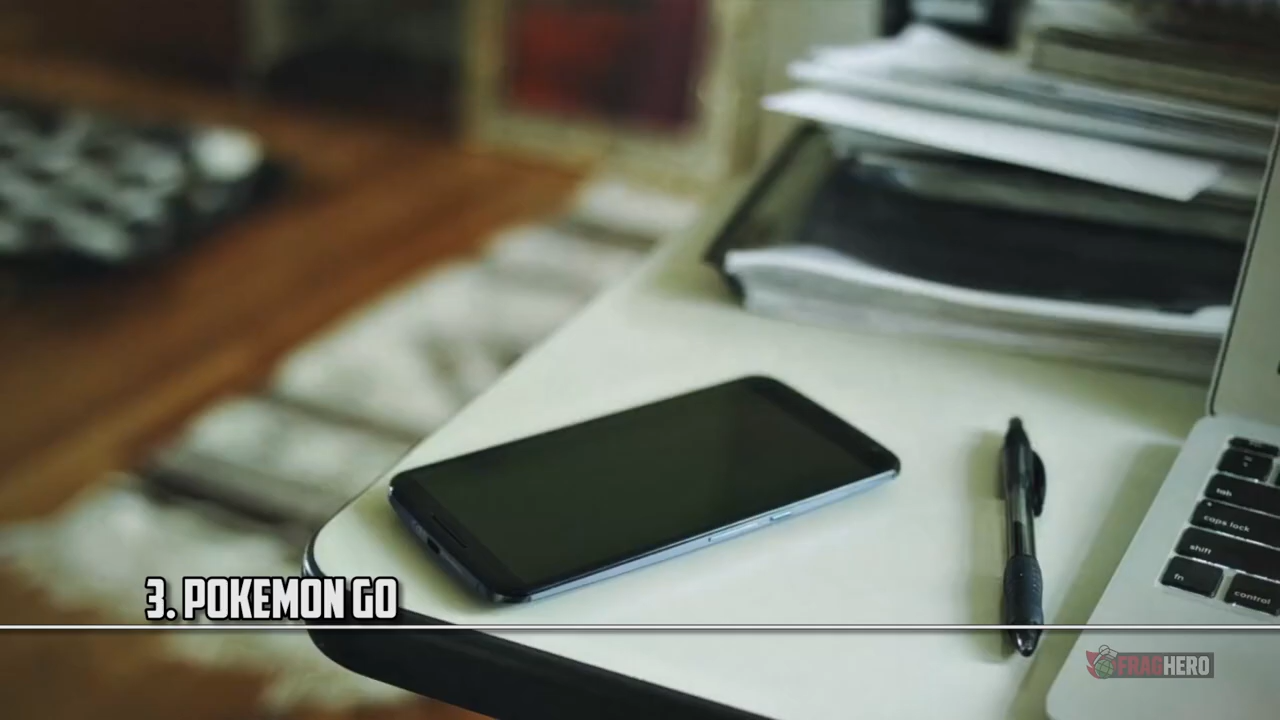 tab
caps lock
shift
fn
control
3. POKEMON GO
FRAGHERO